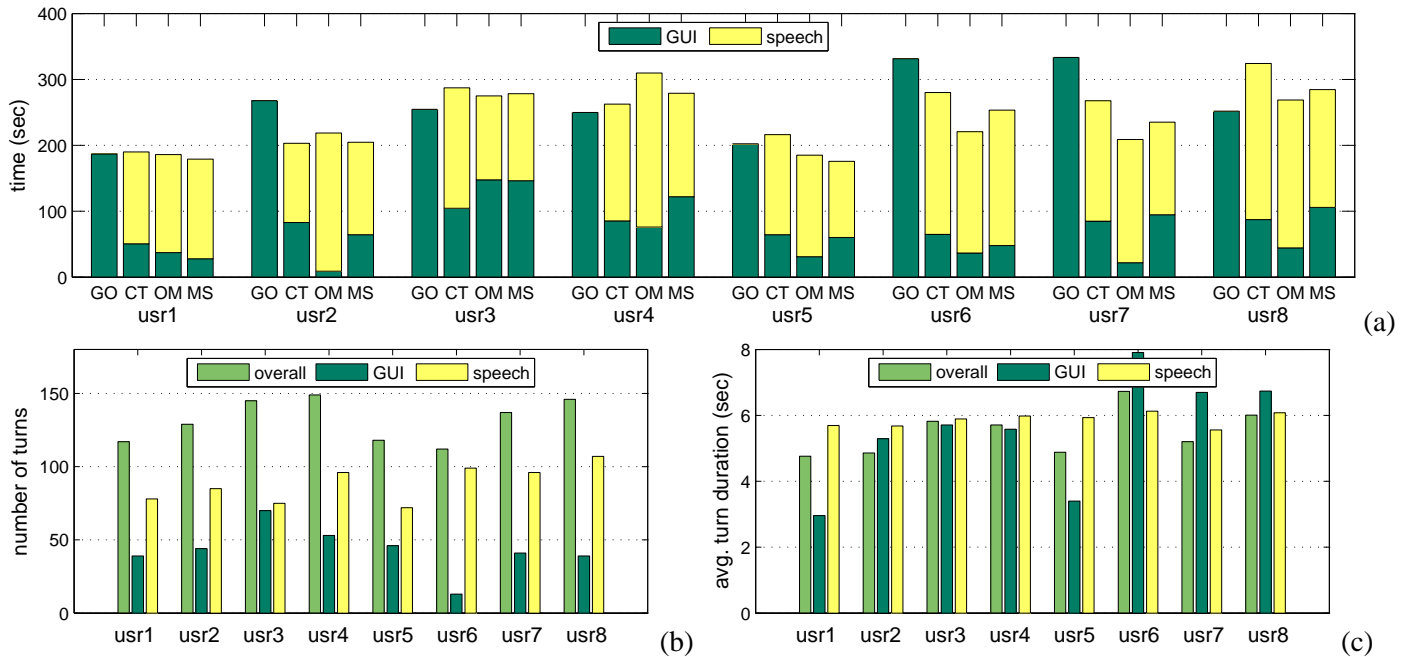 400
GUI speech
300
200
100
0
time (sec)
GO CT OM MS GO CT OM MS GO CT OM MS GO CT OM MS GO CT OM MS GO CT OM MS GO CT OM MS GO CT OM MS
usr1 usr2 usr3 usr4 usr5 usr6 usr7 usr8
(a)
overall GUI speech
150
100
50
0
number of turns
usr1 usr2 usr3 usr4 usr5 usr6 usr7 usr8
(b)
8
overall GUI speech
6
4
2
0
avg. turn duration (sec)
usr1 usr2 usr3 usr4 usr5 usr6 usr7 usr8
(c)